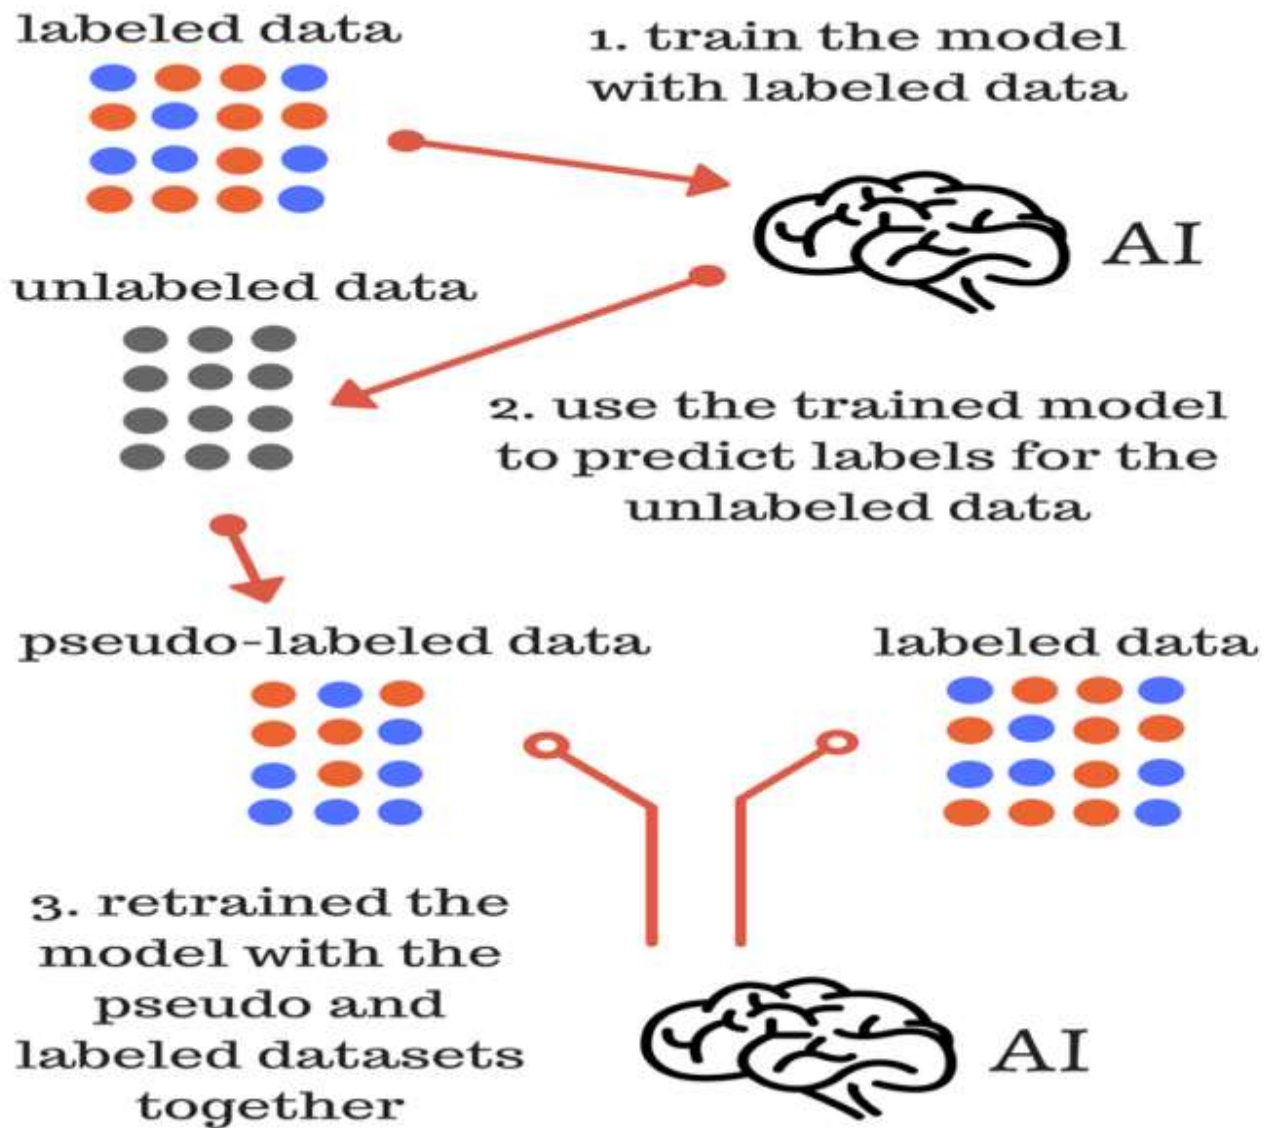 labeled data
1. train the model
with labeled data
AI
unlabeled data
2. use the trained model
to predict labels for the
unlabeled data
pseudo-labeled data
labeled data
3. retrained the
model with the
pseudo and
labeled datasets
together
AI